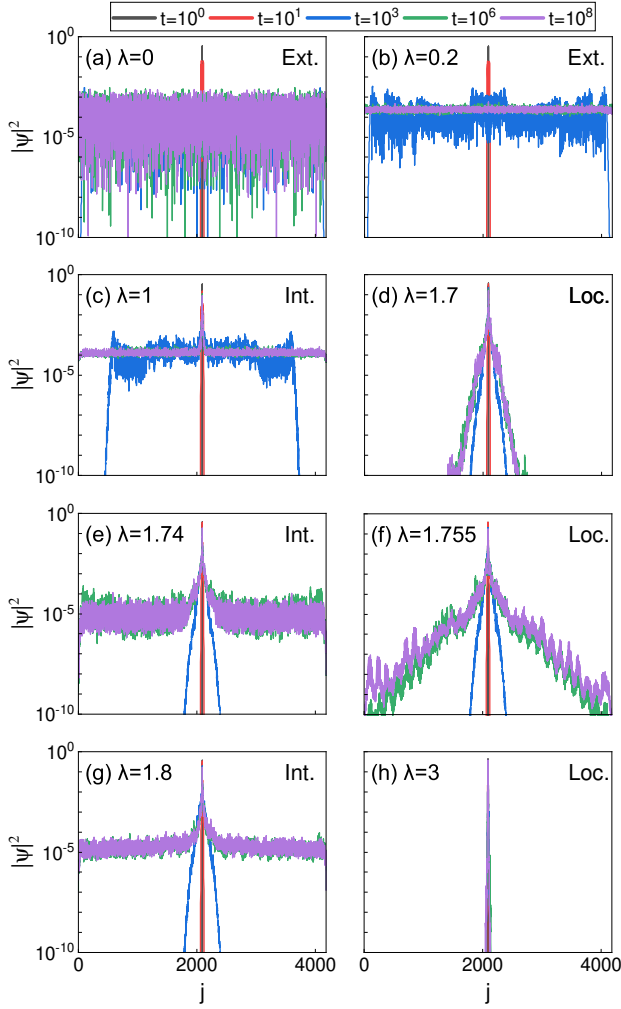 t=10⁰ t=10¹ t=10³ t=10⁶ t=10⁸
10⁰ (a) λ=0 Ext. (b) λ=0.2 Ext.
|ψ|² 10⁻⁵
10⁻¹⁰
10⁰ (c) λ=1 Int. (d) λ=1.7 Loc.
|ψ|² 10⁻⁵
10⁻¹⁰
10⁰ (e) λ=1.74 Int. (f) λ=1.755 Loc.
|ψ|² 10⁻⁵
10⁻¹⁰
10⁰ (g) λ=1.8 Int. (h) λ=3 Loc.
|ψ|² 10⁻⁵
10⁻¹⁰
0 2000 4000 0 2000 4000
j j